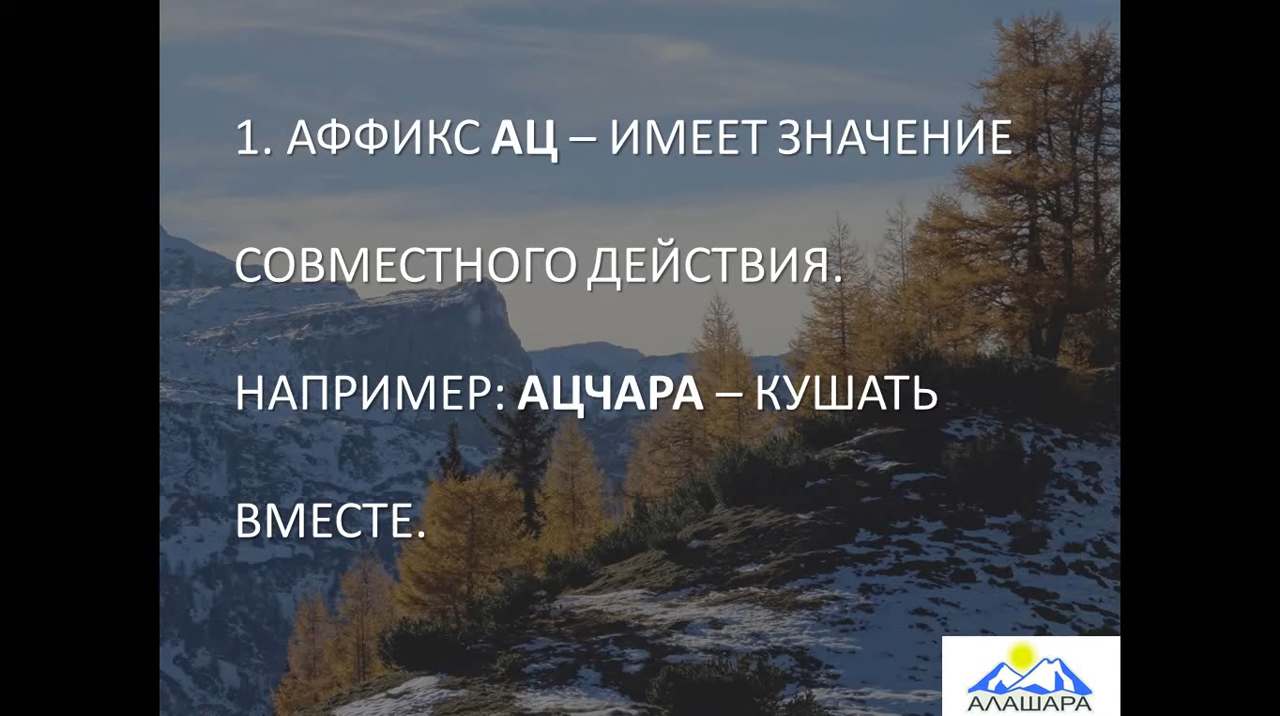 1. АФФИКС АЦ – ИМЕЕТ ЗНАЧЕНИЕ
СОВМЕСТНОГО ДЕЙСТВИЯ.
НАПРИМЕР: АЦЧАРА – КУШАТЬ
ВМЕСТЕ.
АЛАШАРА